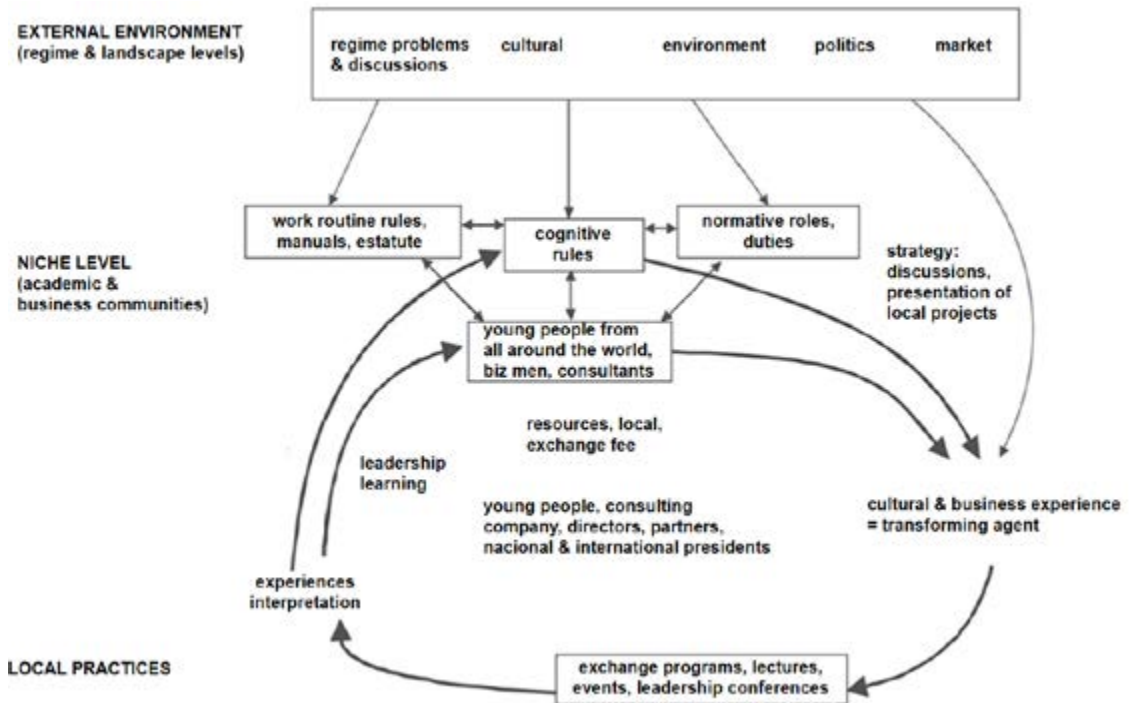 EXTERNAL ENVIRONMENT
(regime & landscape levels)
regime problems
& discussions
cultural
environment
politics
market
work routine rules,
manuals, estatute
cognitive
rules
normative roles,
duties
NICHE LEVEL
(academic &
business communities)
strategy:
discussions,
presentation of
local projects
young people from
all around the world,
biz men, consultants
resources, local,
exchange fee
leadership
learning
young people, consulting
company, directors, partners,
nacional & international presidents
cultural & business experience
= transforming agent
experiences
interpretation
LOCAL PRACTICES
exchange programs, lectures,
events, leadership conferences